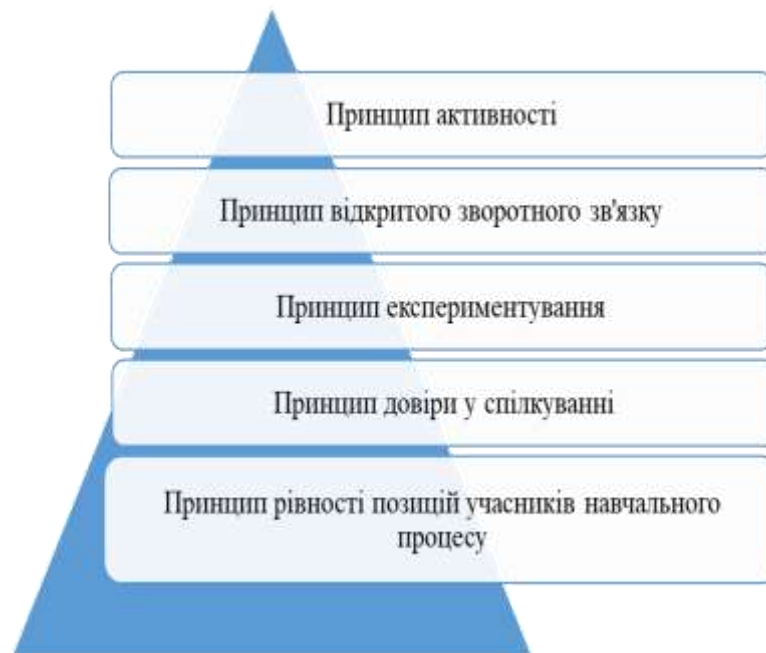 Принцип активності
Принцип відкритого зворотного зв'язку
Принцип експериментування
Принцип довіри у спілкуванні
Принцип рівності позицій учасників навчального
процесу